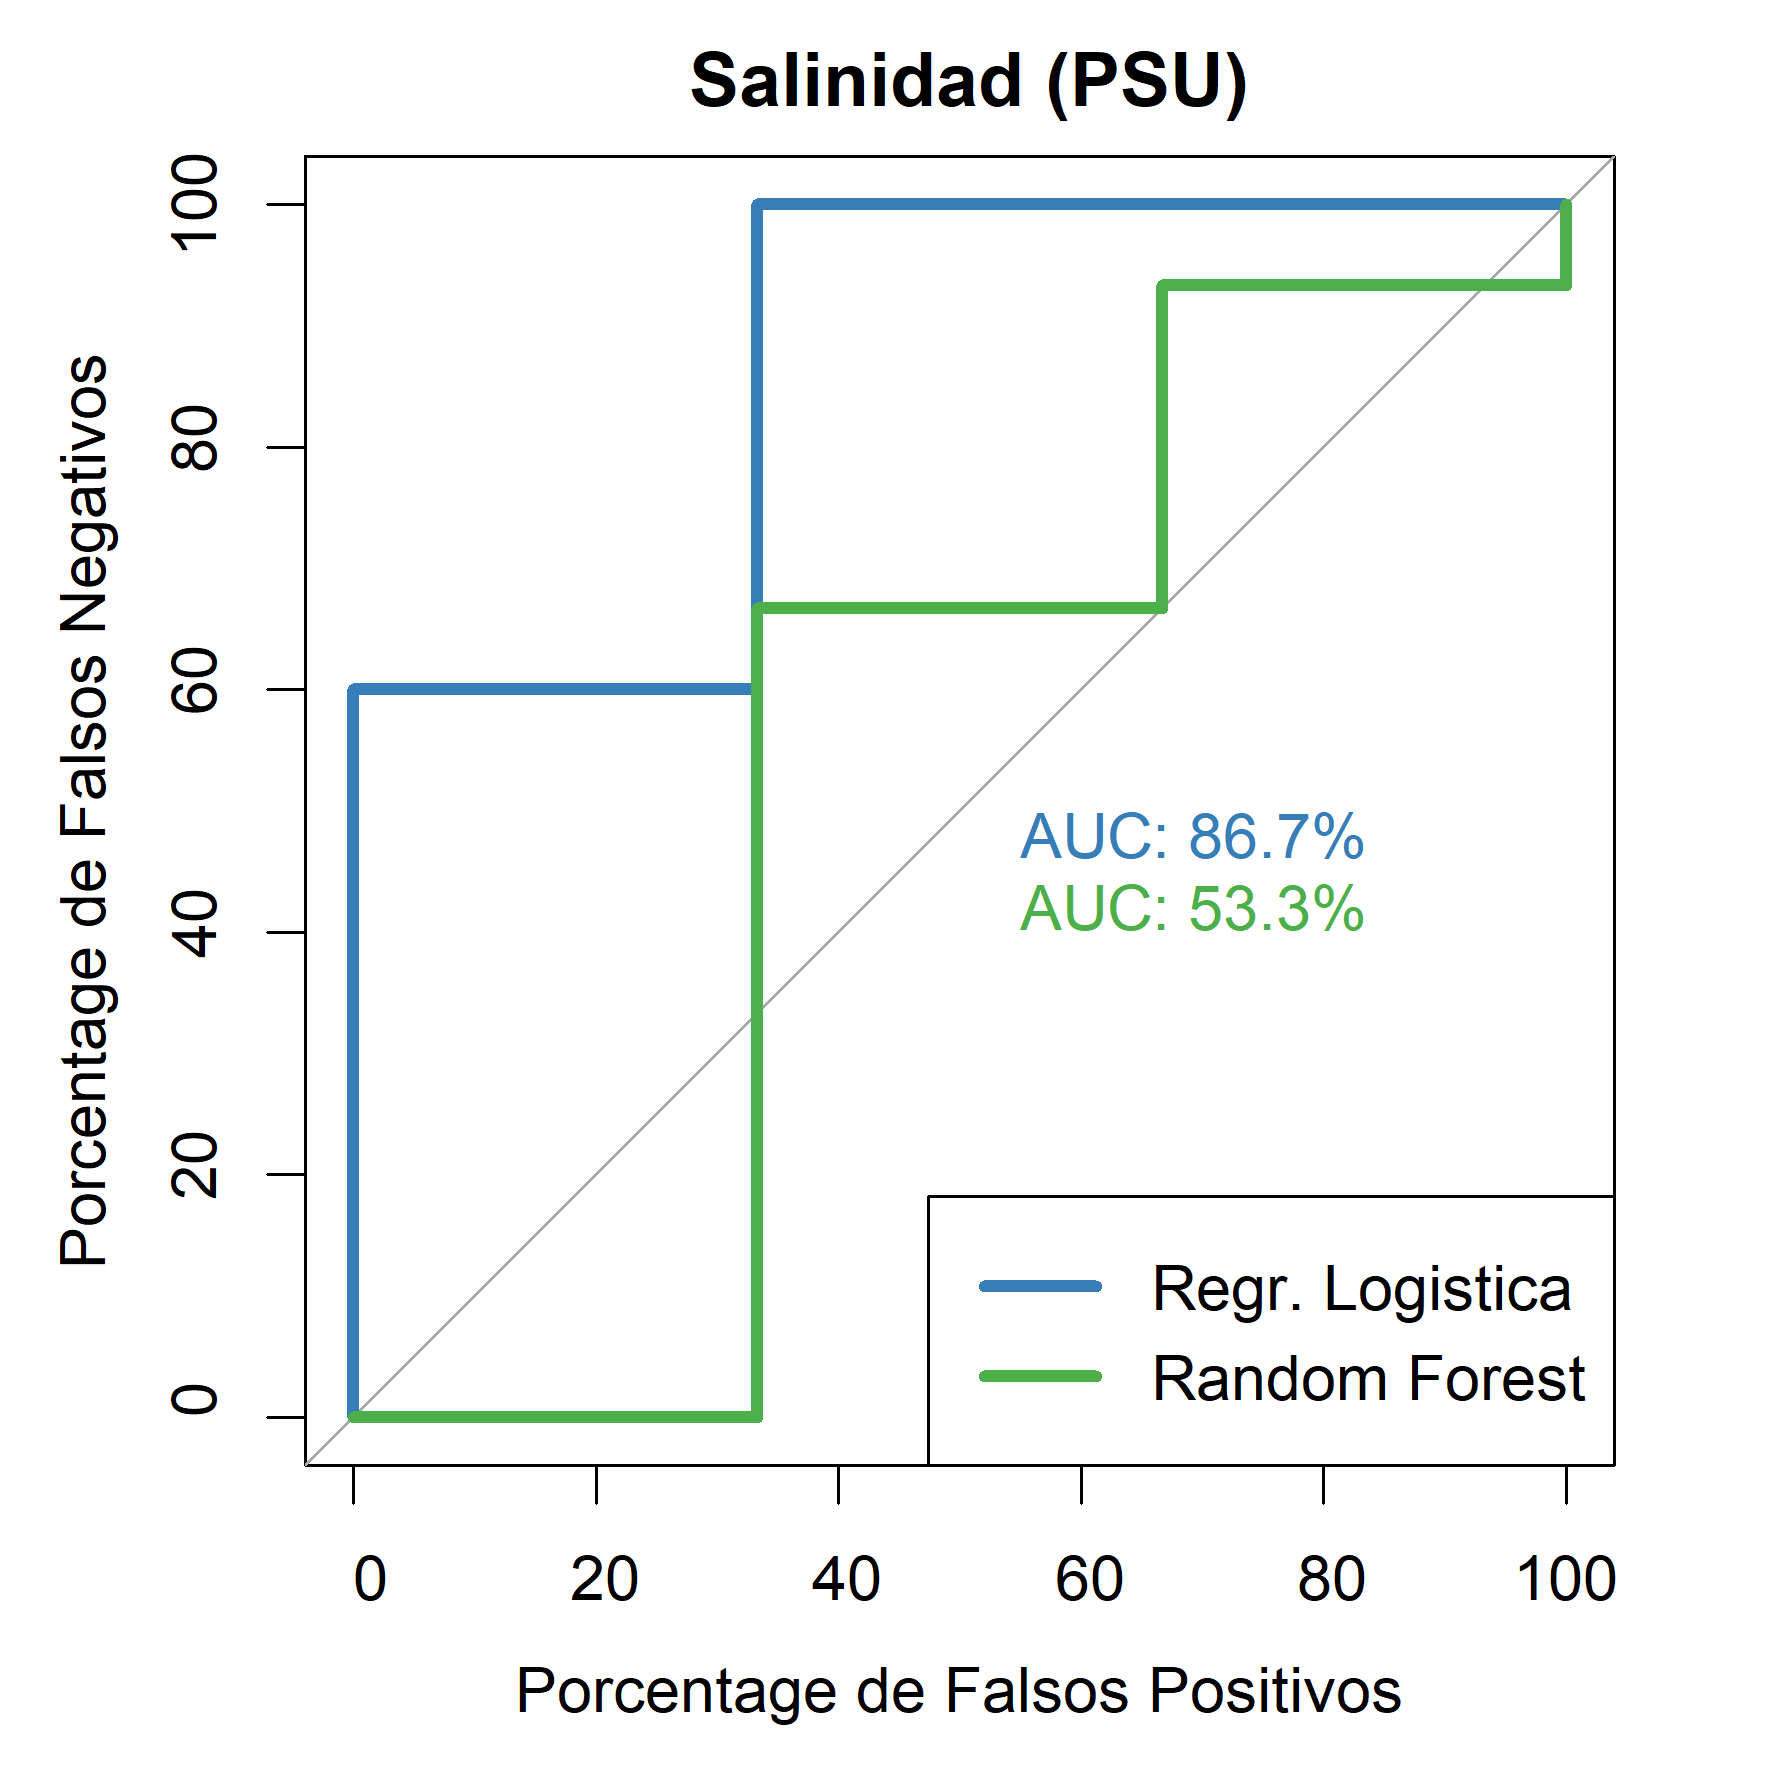 Salinidad (PSU)
Porcentage de Falsos Negativos
100
80
60
40
20
0
AUC: 86.7%
AUC: 53.3%
Regr. Logistica
Random Forest
0 20 40 60 80 100
Porcentage de Falsos Positivos